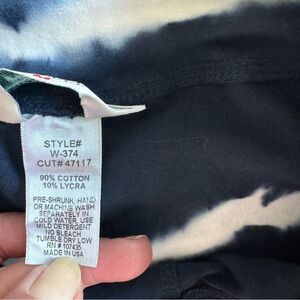 STYLE#
W-374
CUT# 47117
90% COTTON
10% LYCRA
PRE-SHRUNK, HAND
OR MACHINE WASH
SEPARATELY IN
COLD WATER, USE
MILD DETERGENT
NO BLEACH
TUMBLE DRY LOW
RN # 107435
MADE IN USA